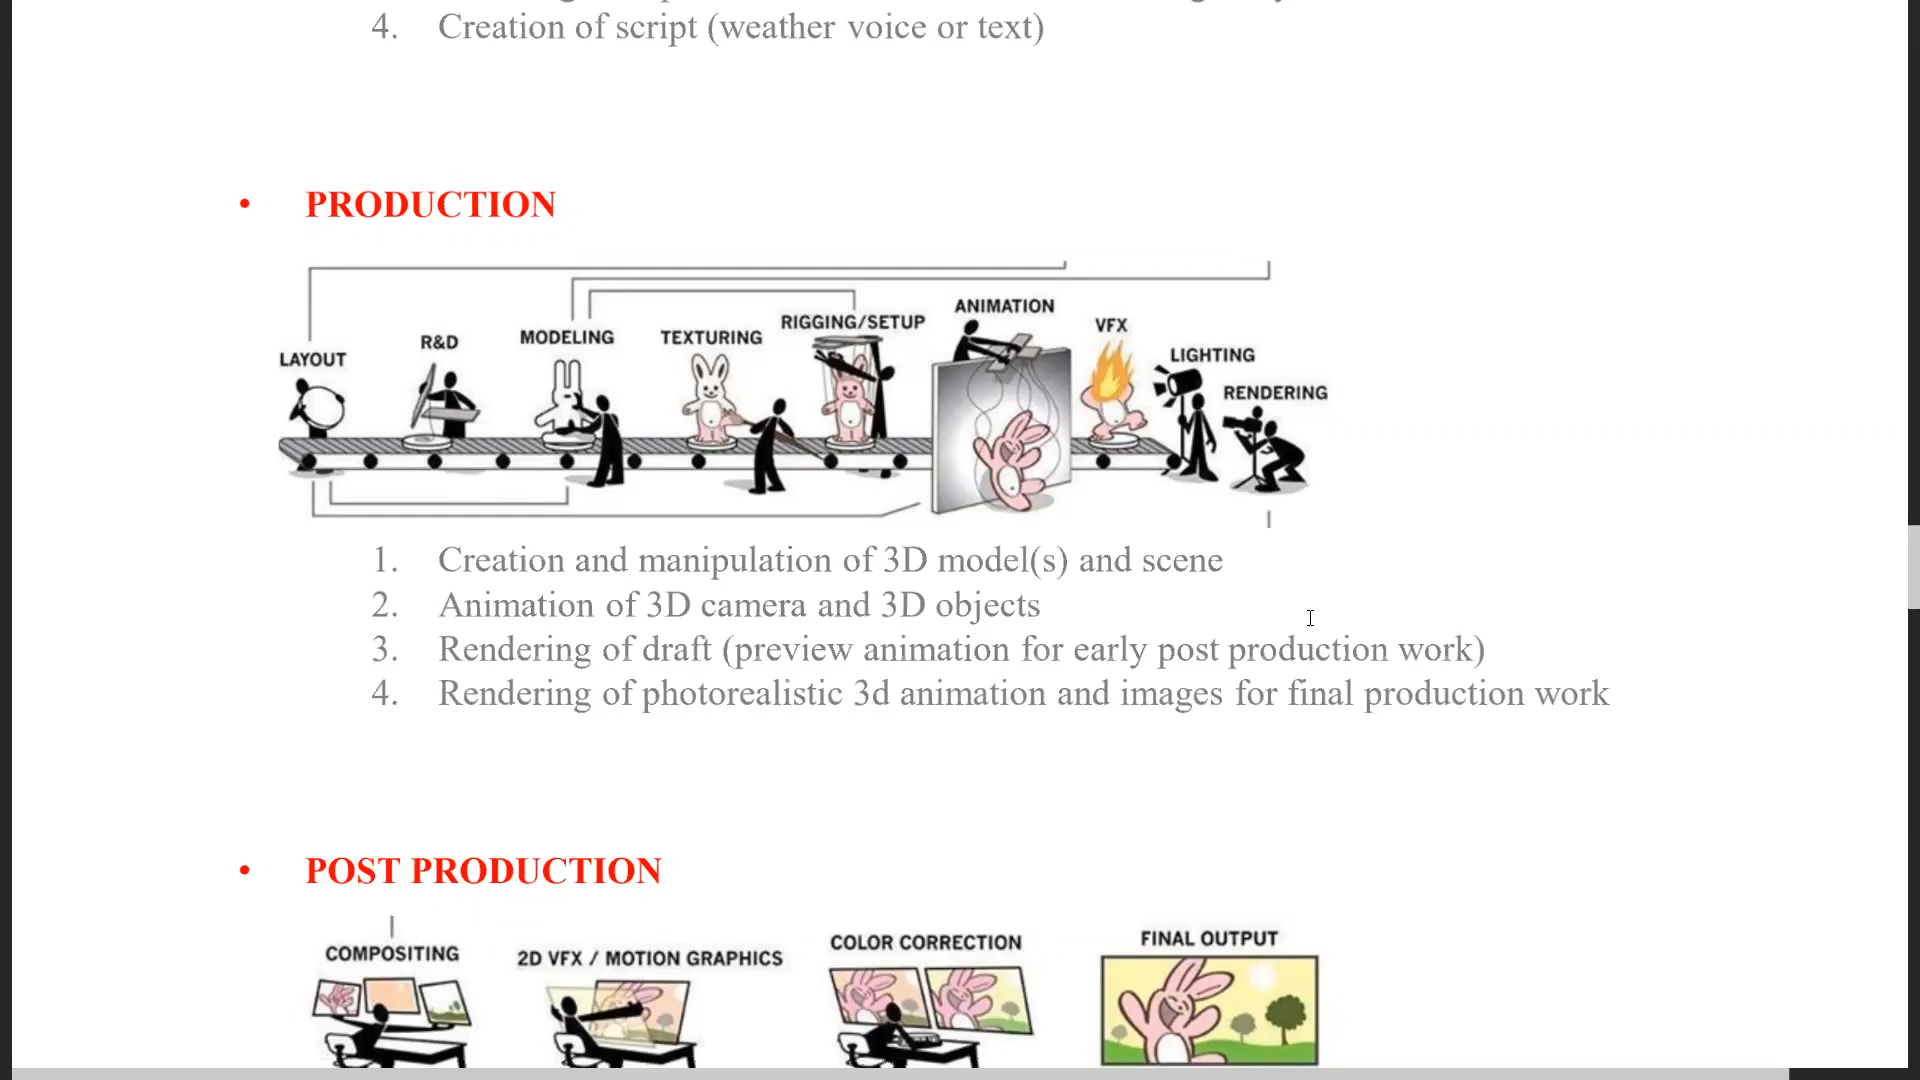 4. Creation of script (weather voice or text)
• PRODUCTION
LAYOUT
R&D
MODELING
TEXTURING
RIGGING/SETUP
ANIMATION
VFX
LIGHTING
RENDERING
1. Creation and manipulation of 3D model(s) and scene
2. Animation of 3D camera and 3D objects
3. Rendering of draft (preview animation for early post production work)
4. Rendering of photorealistic 3d animation and images for final production work
• POST PRODUCTION
COMPOSITING
2D VFX / MOTION GRAPHICS
COLOR CORRECTION
FINAL OUTPUT